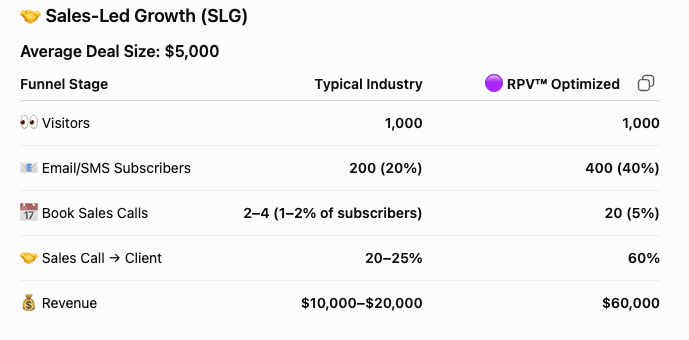 🤝 Sales-Led Growth (SLG)
Average Deal Size: $5,000
Funnel Stage Typical Industry 🟣 RPV™ Optimized
👀 Visitors 1,000 1,000
📧 Email/SMS Subscribers 200 (20%) 400 (40%)
📅 Book Sales Calls 2–4 (1–2% of subscribers) 20 (5%)
🤝 Sales Call → Client 20–25% 60%
💰 Revenue $10,000–$20,000 $60,000